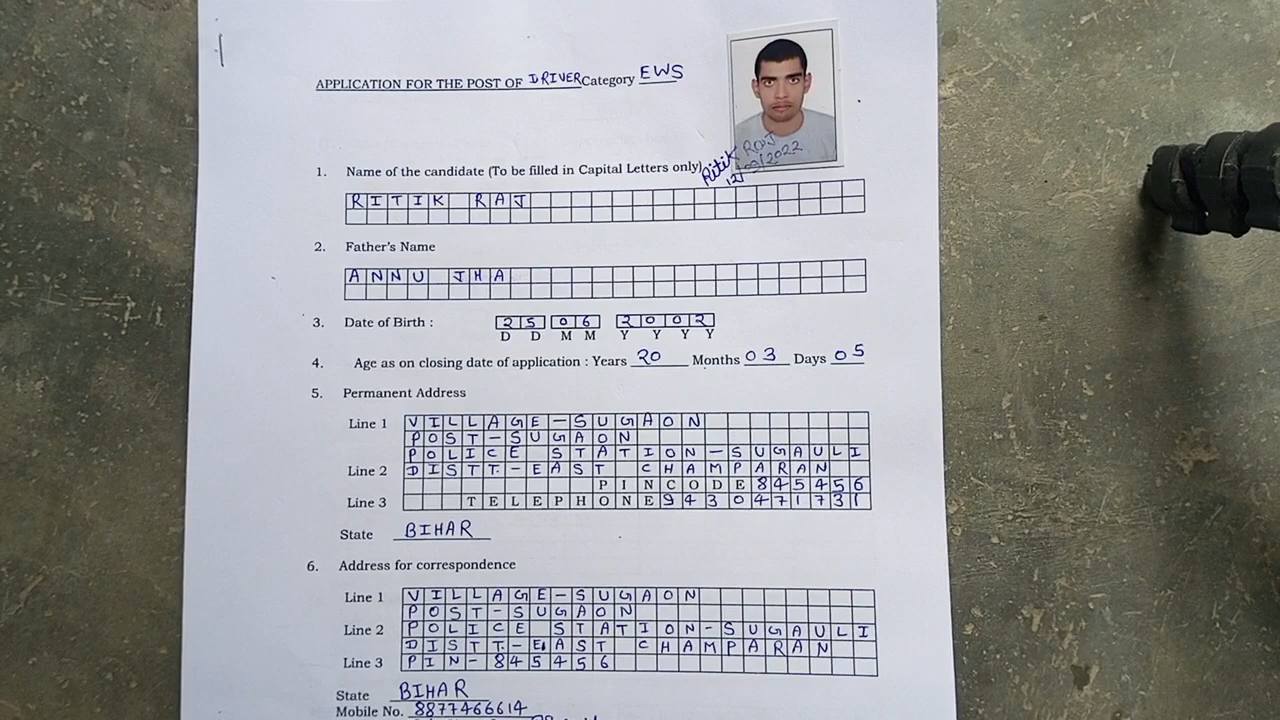 APPLICATION FOR THE POST OF DRIVER Category EWS
Ritik Raj
12/09/2022
1. Name of the candidate (To be filled in Capital Letters only)
RITIK RAJ
2. Father's Name
ANNU JHA
3. Date of Birth : 25 06 2002
D D M M Y Y Y Y
4. Age as on closing date of application : Years 20 Months 03 Days 05
5. Permanent Address
Line 1 VILLAGE-SUGAON
POST-SUGAON
POLICE STATION-SUGAULI
Line 2 DISTT.-EAST CHAMPARAN
PINCODE 845456
Line 3 TELEPHONE 9430471731
State BIHAR
6. Address for correspondence
Line 1 VILLAGE-SUGAON
POST-SUGAON
Line 2 POLICE STATION-SUGAULI
DISTT.-EAST CHAMPARAN
Line 3 PIN-845456
State BIHAR
Mobile No. 8877466614